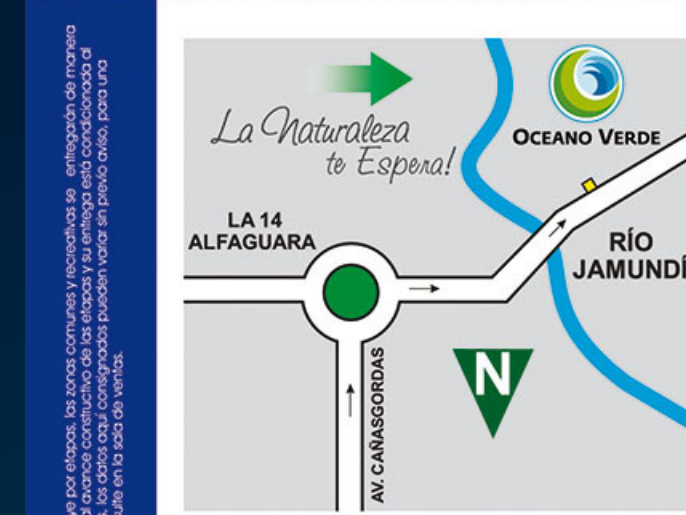 ve por etapas, las zonas comunes y recreativas se entregarán de manera
al avance constructivo de las etapas y su entrega está condicionada al
, los datos aquí consignados pueden variar sin previo aviso, para una
sulte en la sala de ventas.
La Naturaleza
te Espera!
OCEANO VERDE
LA 14
ALFAGUARA
RÍO
JAMUNDÍ
N
AV. CAÑASGORDAS